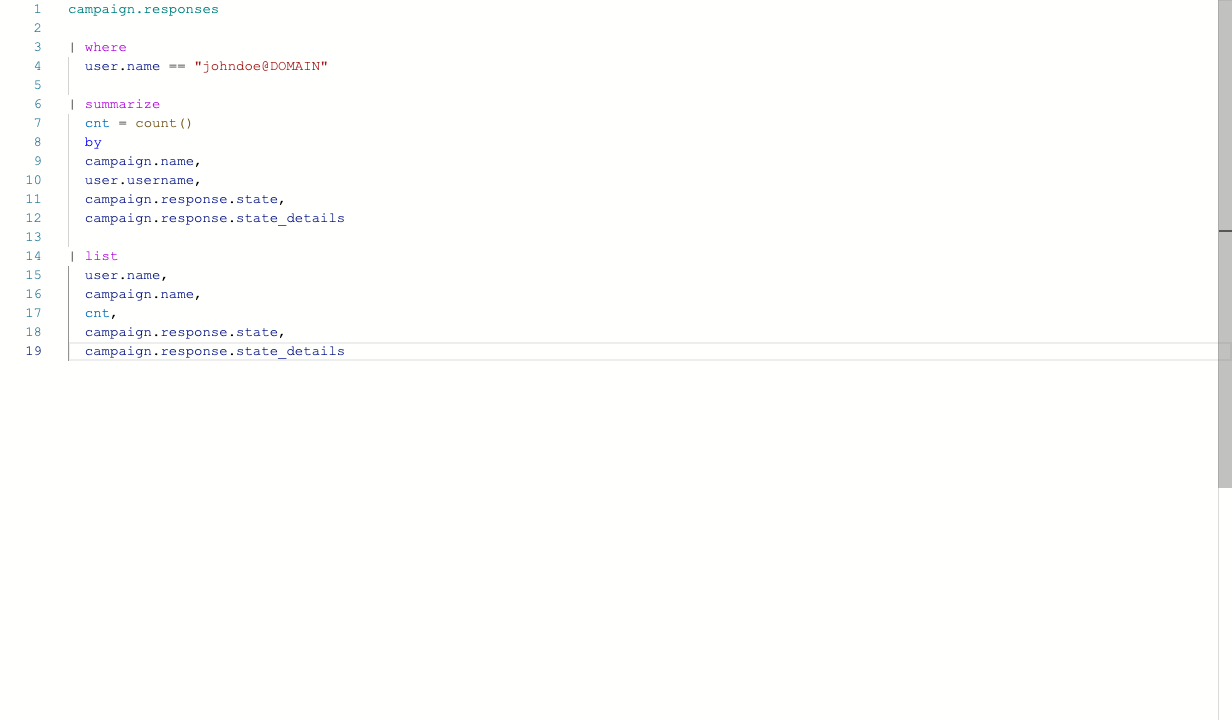 1 campaign.responses
2
3 | where
4 user.name == "johndoe@DOMAIN"
5
6 | summarize
7 cnt = count()
8 by
9 campaign.name,
10 user.username,
11 campaign.response.state,
12 campaign.response.state_details
13
14 | list
15 user.name,
16 campaign.name,
17 cnt,
18 campaign.response.state,
19 campaign.response.state_details